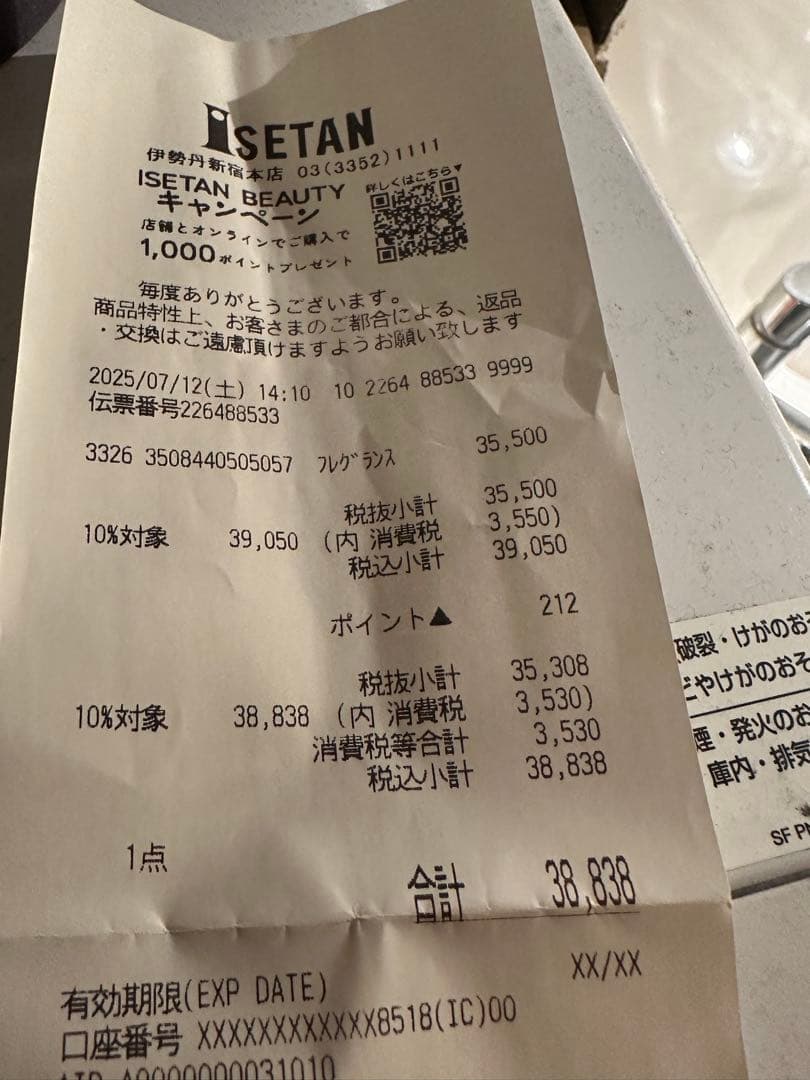 ISETAN
伊勢丹新宿本店 03(3352)1111
ISETAN BEAUTY
キャンペーン
詳しくはこちら▼
店舗とオンラインでご購入で
1,000ポイントプレゼント
毎度ありがとうございます。
商品特性上、お客さまのご都合による、返品
・交換はご遠慮頂けますようお願い致します
2025/07/12(土) 14:10 10 2264 88533 9999
伝票番号226488533
3326 3508440505057 フレグランス 35,500
税抜小計 35,500
10%対象 39,050 (内 消費税 3,550)
税込小計 39,050
ポイント▲ 212
税抜小計 35,308
10%対象 38,838 (内 消費税 3,530)
消費税等合計 3,530
税込小計 38,838
1点
合計 38,838
有効期限(EXP DATE) XX/XX
口座番号 XXXXXXXXXXXX8518(IC)00
AID A0000000031010
破裂・けがのお
やけがのおそ
煙・発火のお
庫内・排気
SF